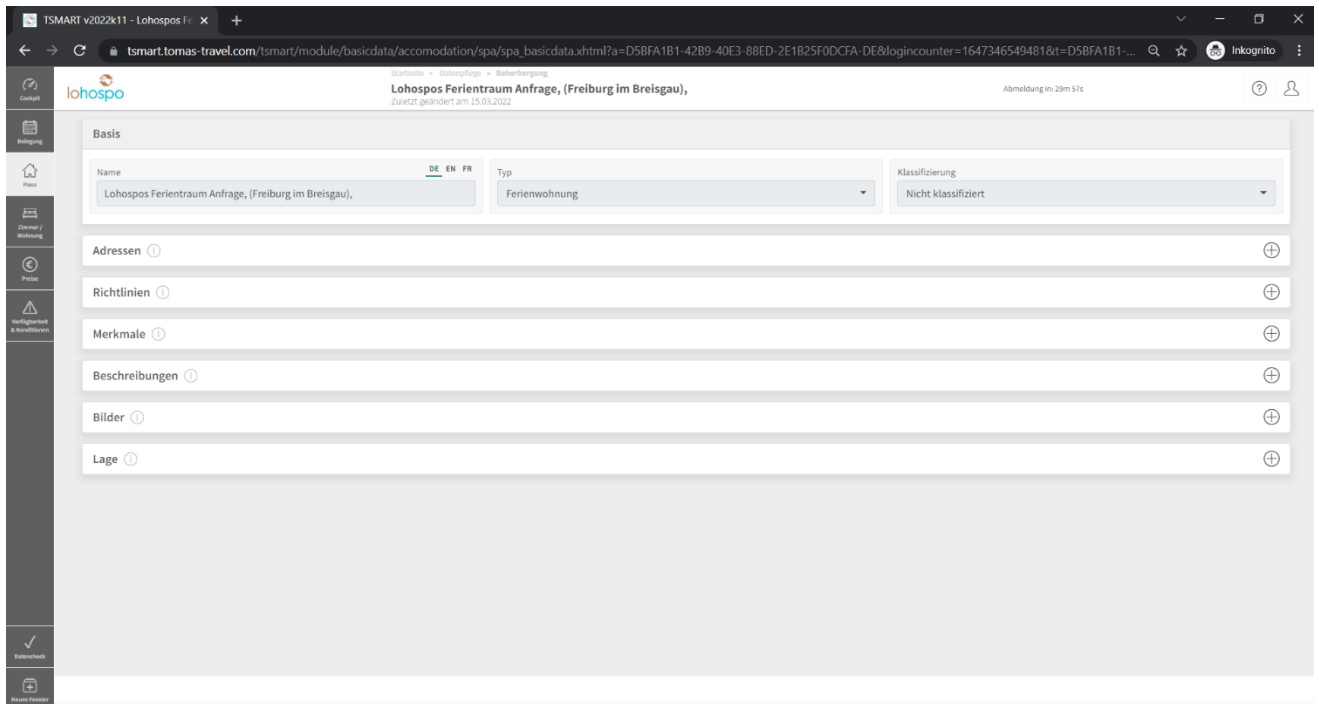 TSMART v2022k11 - Lohospos Fe
tsmart.tomas-travel.com/tsmart/module/basicdata/accomodation/spa/spa_basicdata.xhtml?a=D5BFA1B1-42B9-40E3-88ED-2E1B25F0DCFA-DE&logincounter=1647346549481&t=D5BFA1B1-...
Inkognito
Cockpit
lohospo
Startseite » Datenpflege » Beherbergung
Lohospos Ferientraum Anfrage, (Freiburg im Breisgau),
Zuletzt geändert am 15.03.2022
Abmeldung in: 29m 57s
Belegung
Haus
Zimmer /
Wohnung
Preise
Verfügbarkeit
& Konditionen
Basis
Name
DE EN FR
Lohospos Ferientraum Anfrage, (Freiburg im Breisgau),
Typ
Ferienwohnung
Klassifizierung
Nicht klassifiziert
Adressen
Richtlinien
Merkmale
Beschreibungen
Bilder
Lage
Datencheck
Neues Fenster